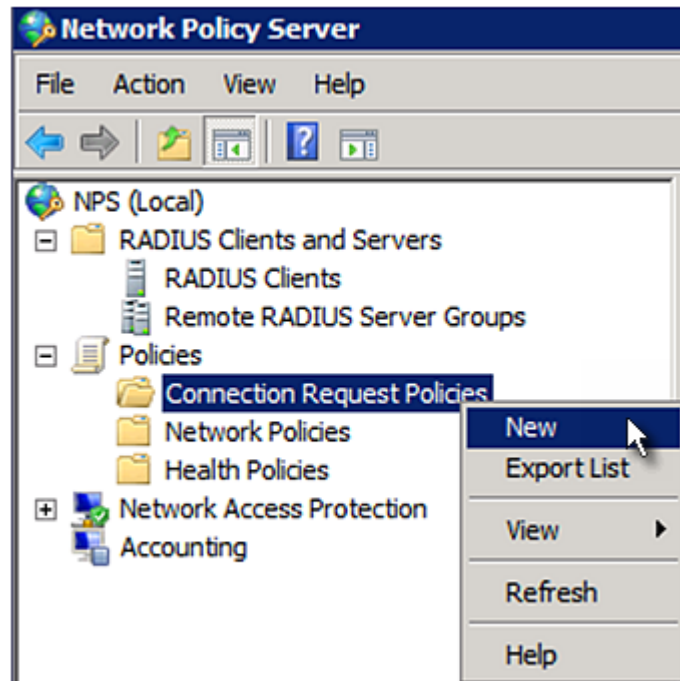 Network Policy Server
File Action View Help
NPS (Local)
RADIUS Clients and Servers
RADIUS Clients
Remote RADIUS Server Groups
Policies
Connection Request Policies
Network Policies
Health Policies
Network Access Protection
Accounting
New
Export List
View
Refresh
Help